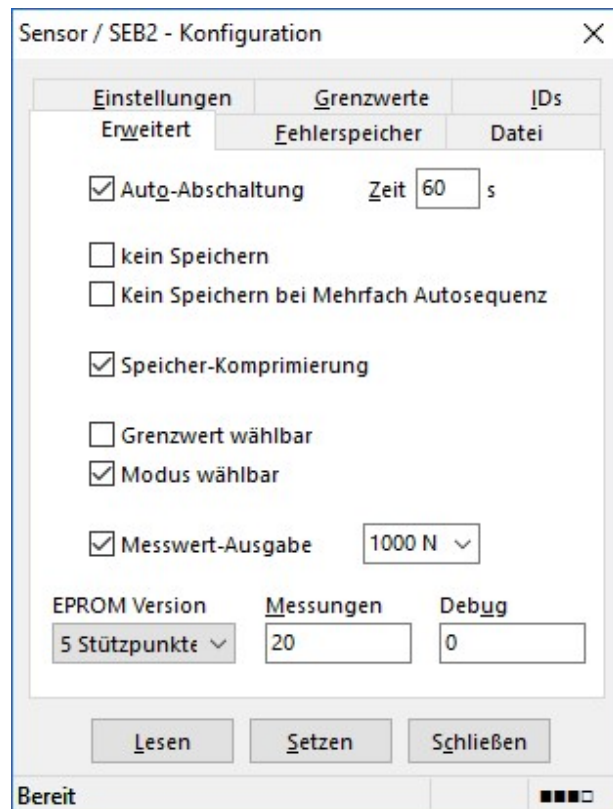 Sensor / SEB2 - Konfiguration
Einstellungen Grenzwerte IDs
Erweitert Fehlerspeicher Datei
Auto-Abschaltung Zeit 60 s
kein Speichern
Kein Speichern bei Mehrfach Autosequenz
Speicher-Komprimierung
Grenzwert wählbar
Modus wählbar
Messwert-Ausgabe 1000 N
EPROM Version Messungen Debug
5 Stützpunkte 20 0
Lesen Setzen Schließen
Bereit